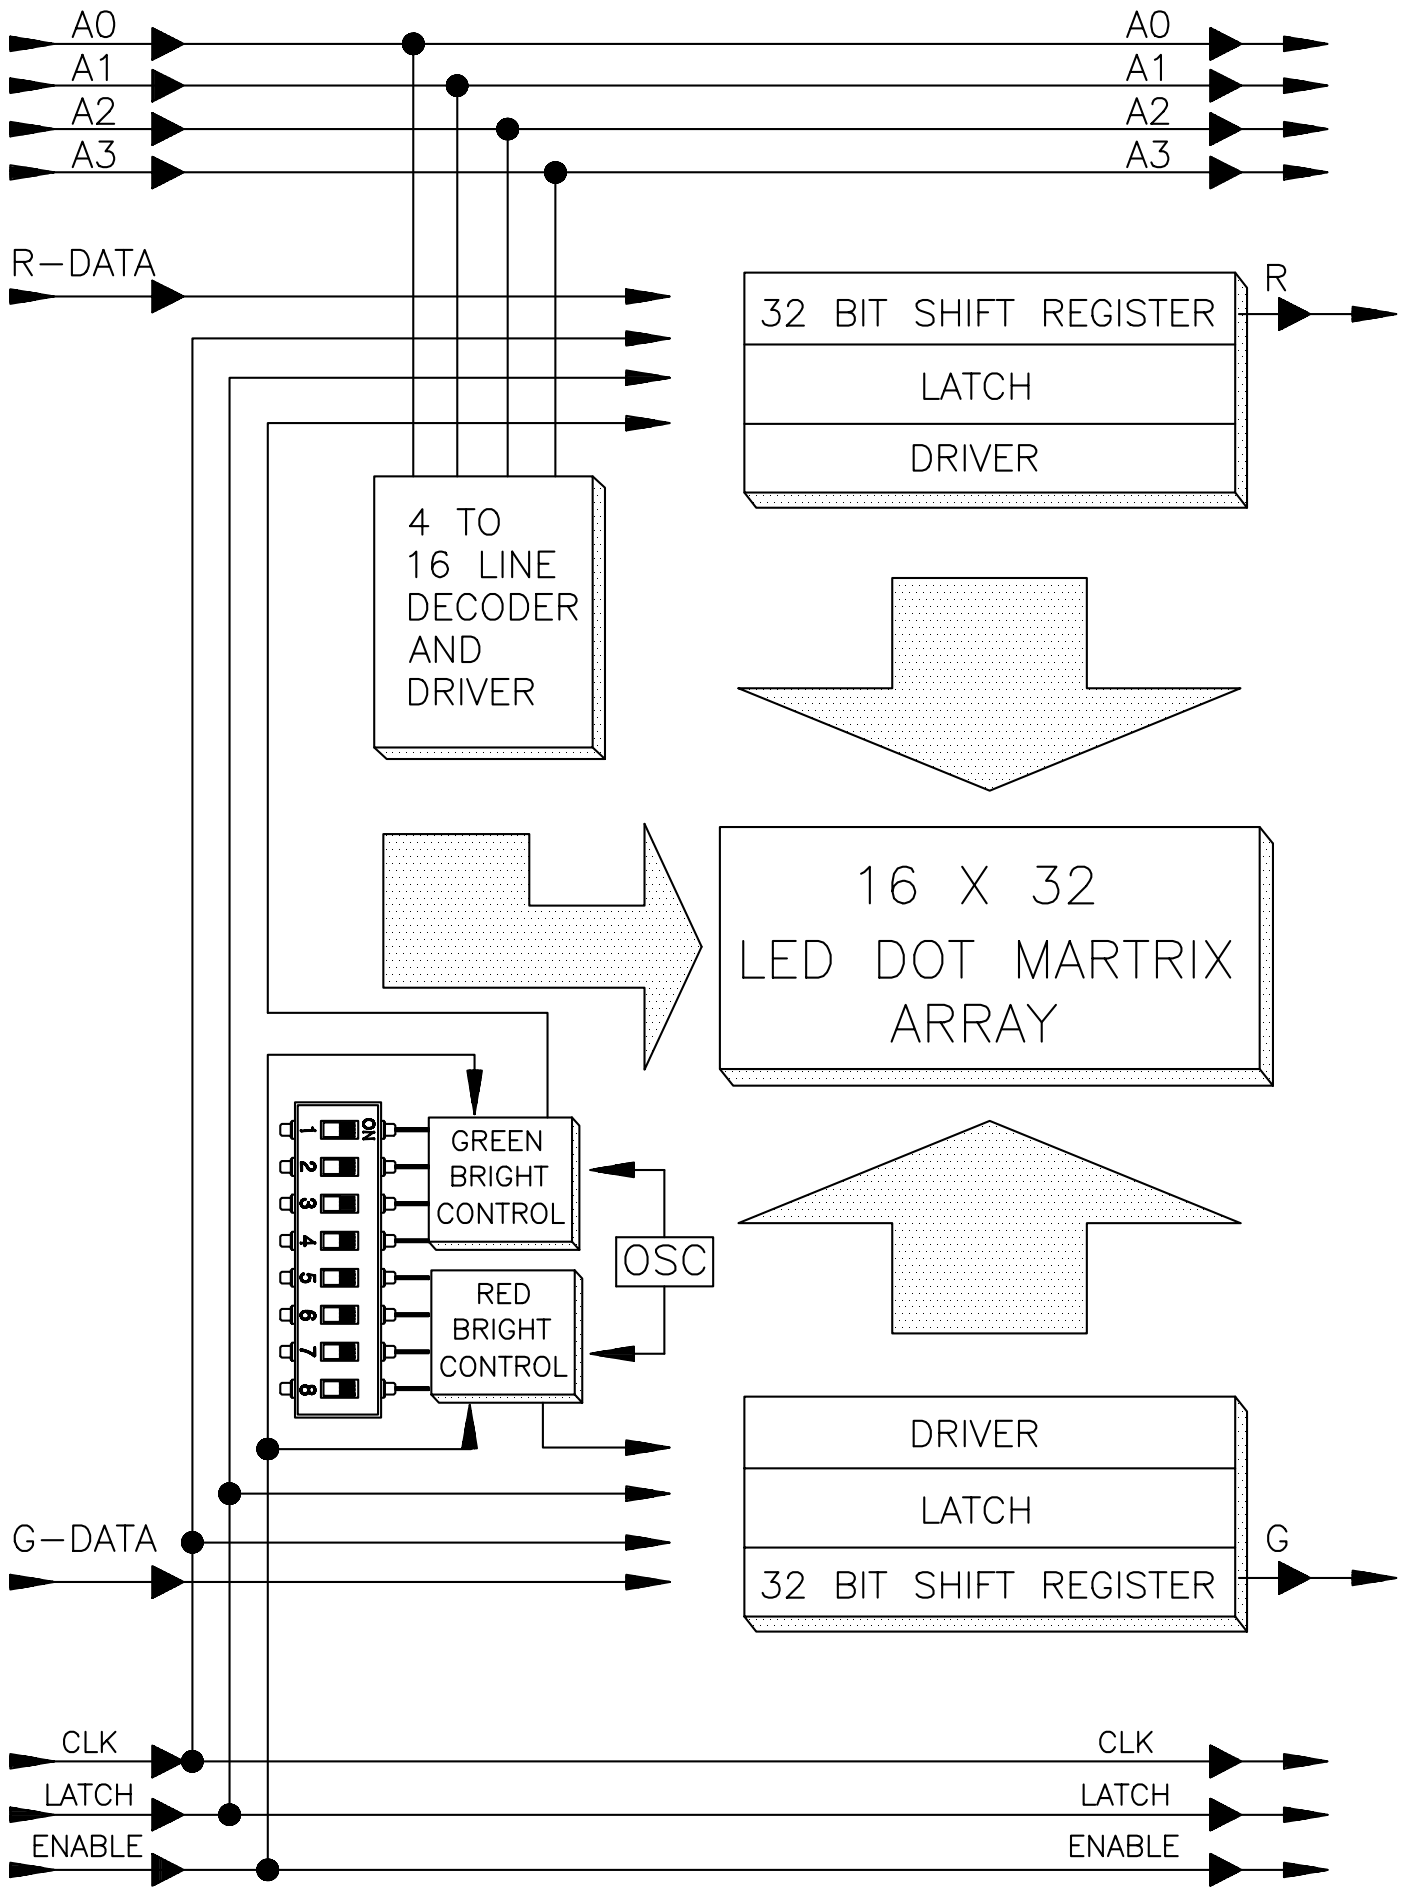 A0 A0
A1 A1
A2 A2
A3 A3
R-DATA
R
32 BIT SHIFT REGISTER
LATCH
DRIVER
4 TO
16 LINE
DECODER
AND
DRIVER
16 X 32
LED DOT MARTRIX
ARRAY
ON
1
2
3
4
5
6
7
8
GREEN
BRIGHT
CONTROL
OSC
RED
BRIGHT
CONTROL
DRIVER
LATCH
32 BIT SHIFT REGISTER
G-DATA
G
CLK CLK
LATCH LATCH
ENABLE ENABLE